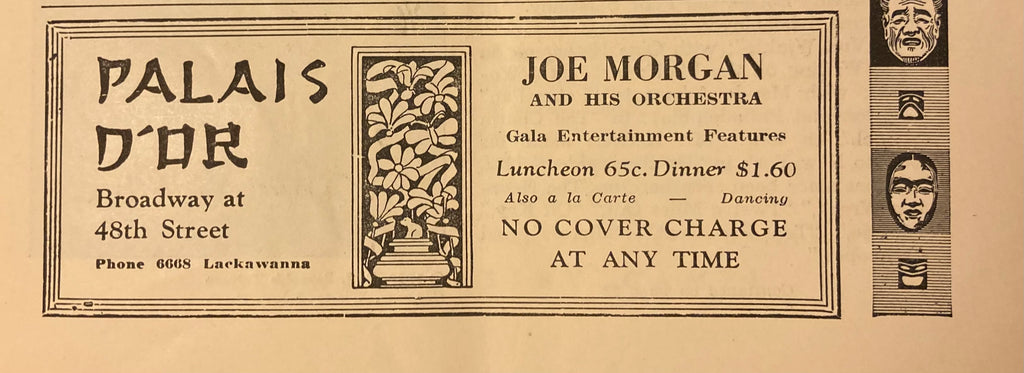 PALAIS
D'OR
Broadway at
48th Street
Phone 6668 Lackawanna
JOE MORGAN
AND HIS ORCHESTRA
Gala Entertainment Features
Luncheon 65c. Dinner $1.60
Also a la Carte — Dancing
NO COVER CHARGE
AT ANY TIME